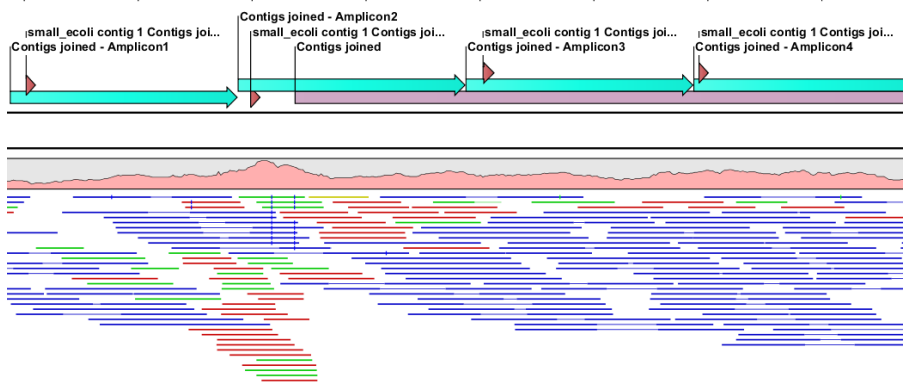 Contigs joined - Amplicon2
small_ecoli contig 1 Contigs joi...
small_ecoli contig 1 Contigs joi...
small_ecoli contig 1 Contigs joi...
small_ecoli contig 1 Contigs joi...
Contigs joined - Amplicon1
Contigs joined
Contigs joined - Amplicon3
Contigs joined - Amplicon4